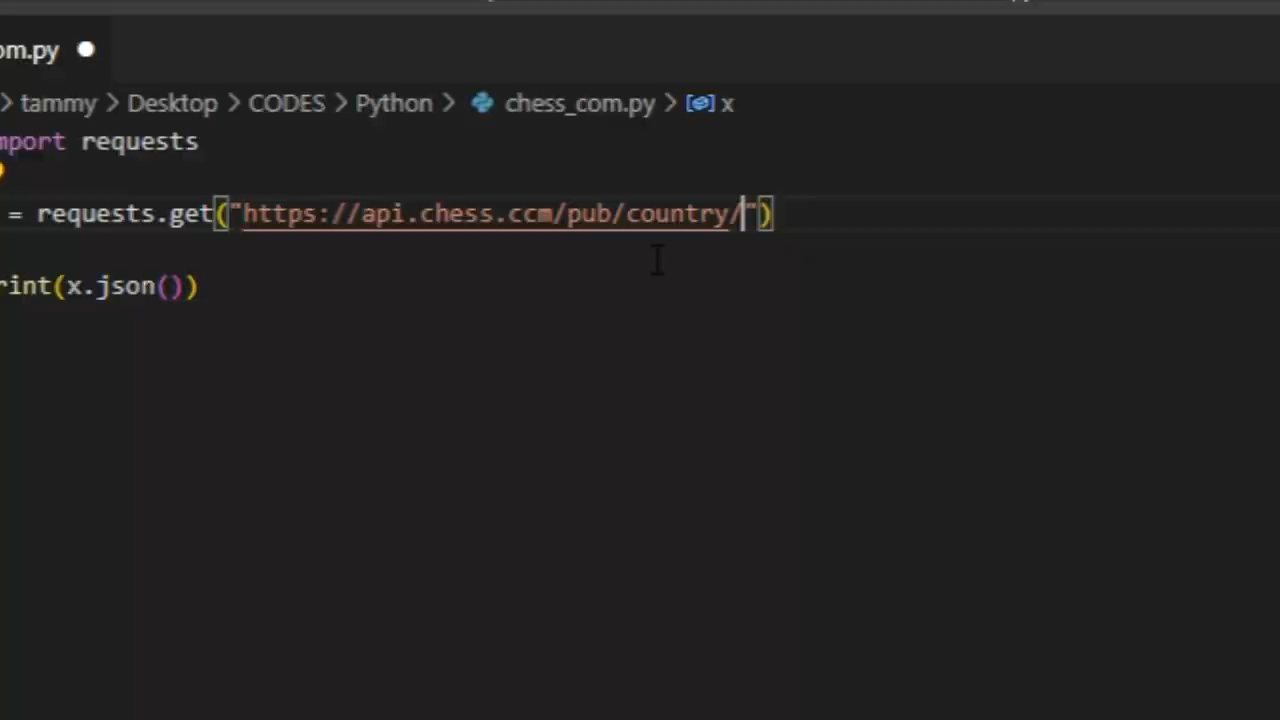 om.py
> tammy > Desktop > CODES > Python > chess_com.py > x
mport requests
= requests.get("https://api.chess.com/pub/country/")
rint(x.json())